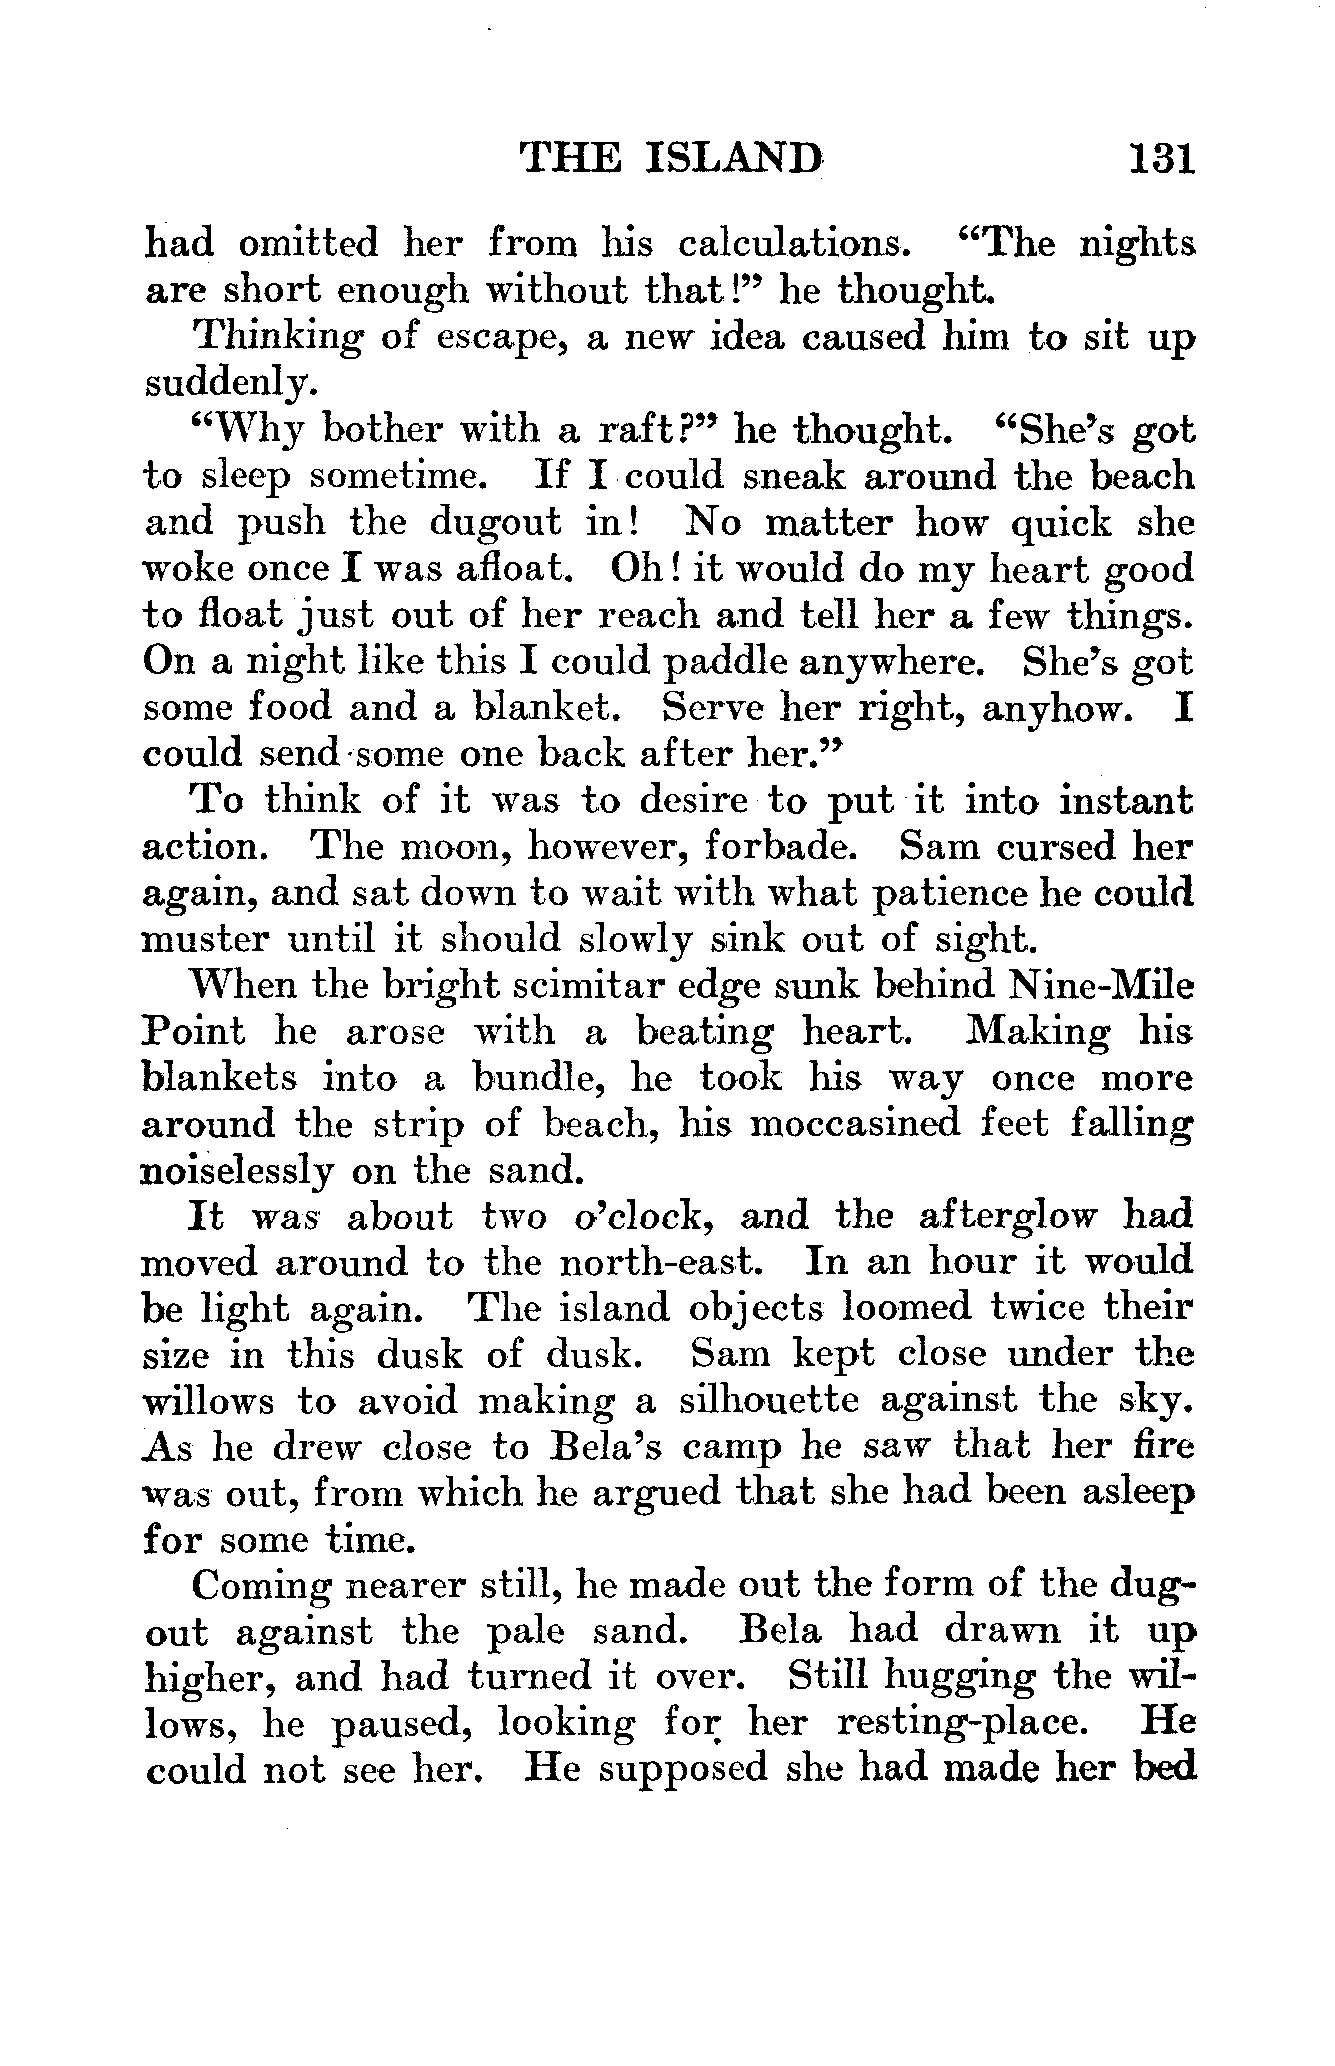 THE ISLAND 131
had omitted her from his calculations. “The nights
are short enough without that!” he thought.
Thinking of escape, a new idea caused him to sit up
suddenly.
“Why bother with a raft?” he thought. “She’s got
to sleep sometime. If I could sneak around the beach
and push the dugout in! No matter how quick she
woke once I was afloat. Oh! it would do my heart good
to float just out of her reach and tell her a few things.
On a night like this I could paddle anywhere. She’s got
some food and a blanket. Serve her right, anyhow. I
could send some one back after her.”
To think of it was to desire to put it into instant
action. The moon, however, forbade. Sam cursed her
again, and sat down to wait with what patience he could
muster until it should slowly sink out of sight.
When the bright scimitar edge sunk behind Nine-Mile
Point he arose with a beating heart. Making his
blankets into a bundle, he took his way once more
around the strip of beach, his moccasined feet falling
noiselessly on the sand.
It was about two o’clock, and the afterglow had
moved around to the north-east. In an hour it would
be light again. The island objects loomed twice their
size in this dusk of dusk. Sam kept close under the
willows to avoid making a silhouette against the sky.
As he drew close to Bela’s camp he saw that her fire
was out, from which he argued that she had been asleep
for some time.
Coming nearer still, he made out the form of the dug-
out against the pale sand. Bela had drawn it up
higher, and had turned it over. Still hugging the wil-
lows, he paused, looking for her resting-place. He
could not see her. He supposed she had made her bed